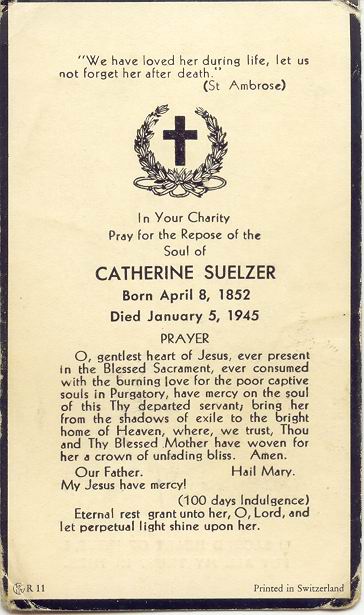 "We have loved her during life, let us
not forget her after death."
(St Ambrose)
In Your Charity
Pray for the Repose of the
Soul of
CATHERINE SUELZER
Born April 8, 1852
Died January 5, 1945
PRAYER
O, gentlest heart of Jesus, ever present
in the Blessed Sacrament, ever consumed
with the burning love for the poor captive
souls in Purgatory, have mercy on the soul
of this Thy departed servant; bring her
from the shadows of exile to the bright
home of Heaven, where, we trust, Thou
and Thy Blessed Mother have woven for
her a crown of unfading bliss. Amen.
Our Father. Hail Mary.
My Jesus have mercy!
(100 days Indulgence)
Eternal rest grant unto her, O, Lord, and
let perpetual light shine upon her.
R 11 Printed in Switzerland